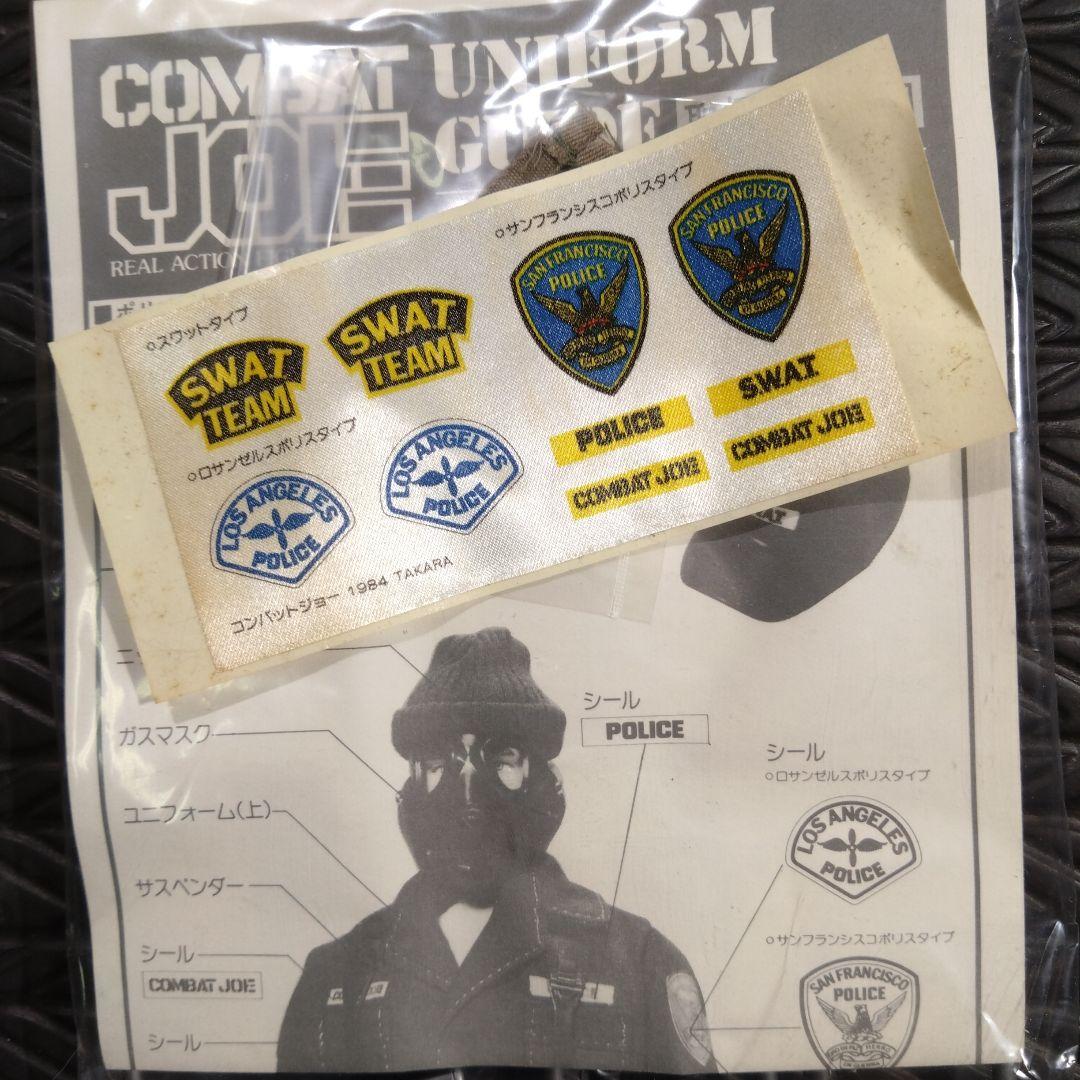 COMBAT UNIFORM
JOE GUIDE
REAL ACTION
○サンフランシスコポリスタイプ
SAN FRANCISCO
POLICE
SAN FRANCISCO
POLICE
○スワットタイプ
S.W.A.T
TEAM
S.W.A.T
TEAM
S.W.A.T.
POLICE
COMBAT JOE
COMBAT JOE
○ロサンゼルスポリスタイプ
LOS ANGELES
POLICE
LOS ANGELES
POLICE
コンバットジョー 1984 TAKARA
ガスマスク
シール
POLICE
シール
○ロサンゼルスポリスタイプ
LOS ANGELES
POLICE
ユニフォーム(上)
サスペンダー
シール
COMBAT JOE
○サンフランシスコポリスタイプ
SAN FRANCISCO
POLICE
シール